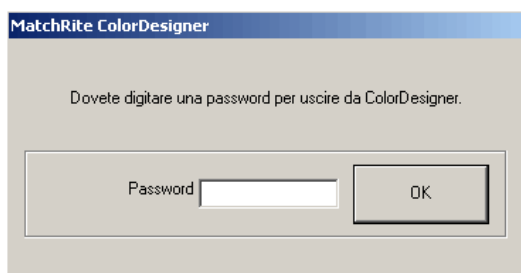 MatchRite ColorDesigner
Dovete digitare una password per uscire da ColorDesigner.
Password
OK